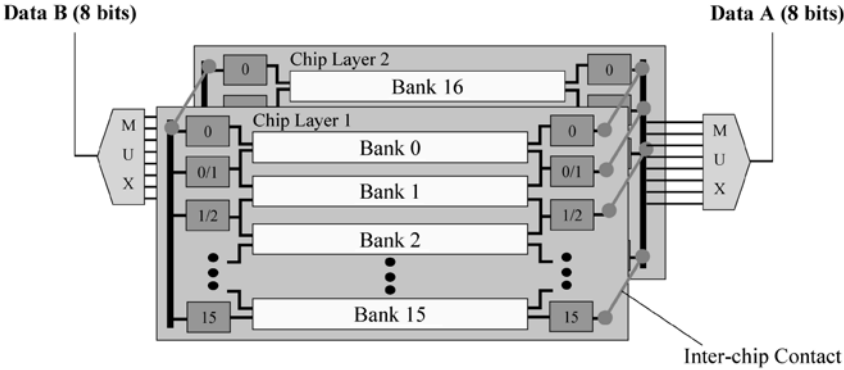 Data B (8 bits)
Data A (8 bits)
Chip Layer 2
0
Bank 16
0
Chip Layer 1
M
U
X
0
Bank 0
0
0/1
Bank 1
0/1
1/2
Bank 2
1/2
15
Bank 15
15
M
U
X
Inter-chip Contact